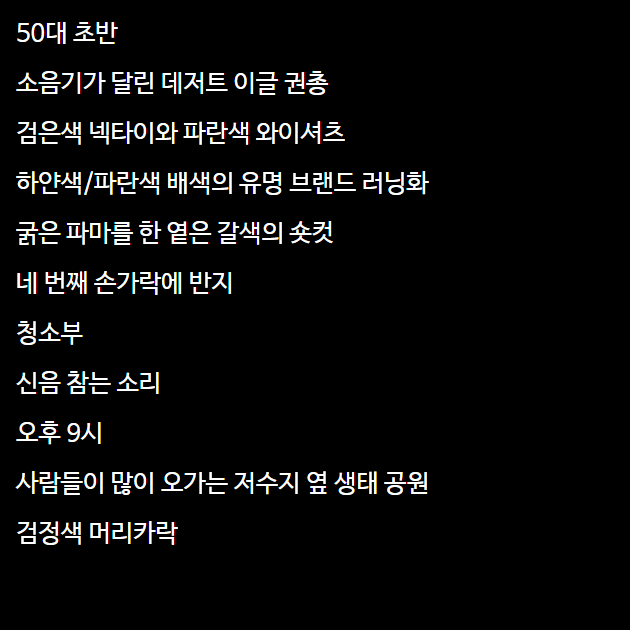 50대 초반
소음기가 달린 데저트 이글 권총
검은색 넥타이와 파란색 와이셔츠
하얀색/파란색 배색의 유명 브랜드 러닝화
굵은 파마를 한 옅은 갈색의 숏컷
네 번째 손가락에 반지
청소부
신음 참는 소리
오후 9시
사람들이 많이 오가는 저수지 옆 생태 공원
검정색 머리카락